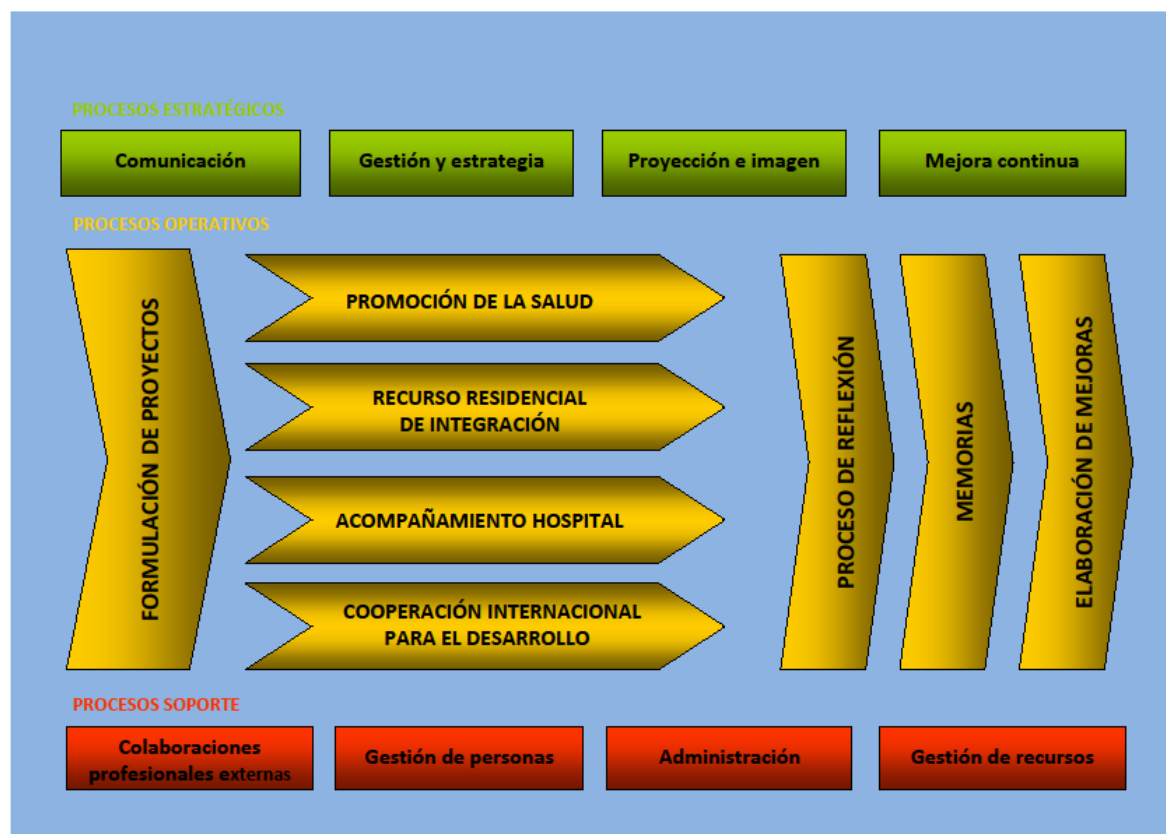 PROCESOS ESTRATÉGICOS
Comunicación
Gestión y estrategia
Proyección e imagen
Mejora continua
PROCESOS OPERATIVOS
FORMULACIÓN DE PROYECTOS
PROMOCIÓN DE LA SALUD
RECURSO RESIDENCIAL
DE INTEGRACIÓN
ACOMPAÑAMIENTO HOSPITAL
COOPERACIÓN INTERNACIONAL
PARA EL DESARROLLO
PROCESO DE REFLEXIÓN
MEMORIAS
ELABORACIÓN DE MEJORAS
PROCESOS SOPORTE
Colaboraciones
profesionales externas
Gestión de personas
Administración
Gestión de recursos